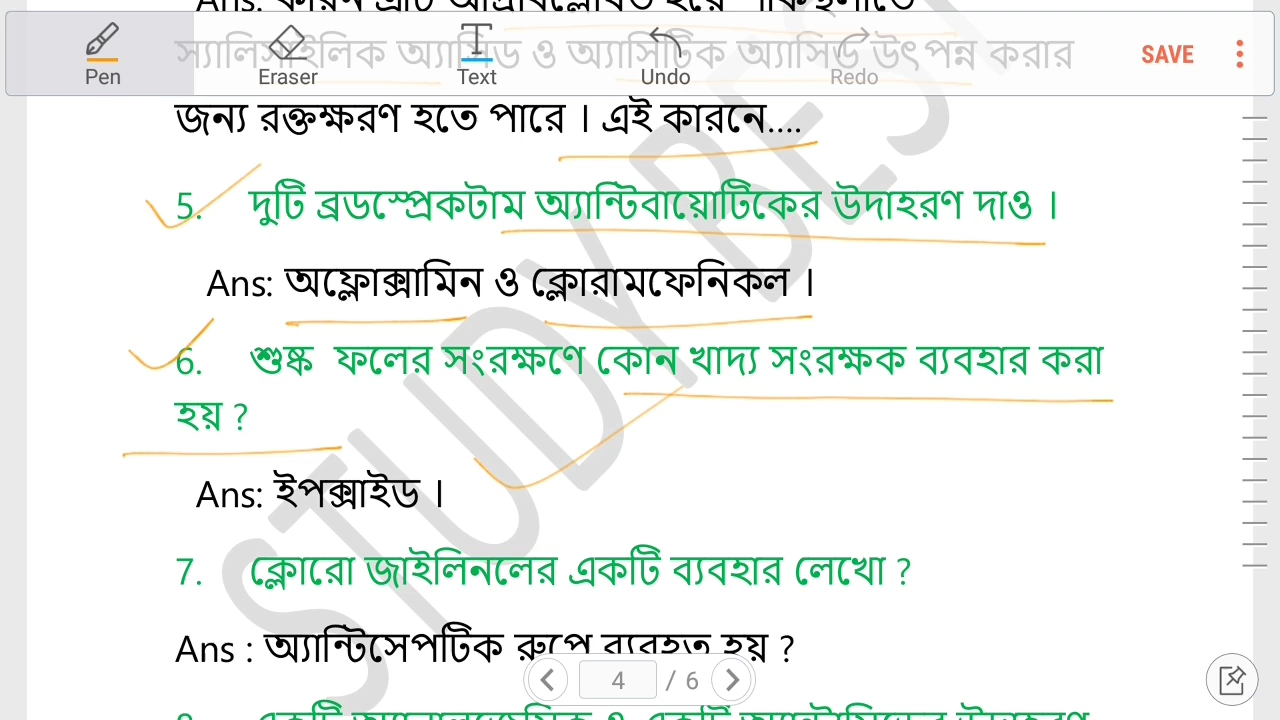 স্যালিসাইলিক অ্যাসিড ও অ্যাসিটিক অ্যাসিড উৎপন্ন করার
Pen
Eraser
Text
Undo
Redo
SAVE
জন্য রক্তক্ষরণ হতে পারে । এই কারনে....
5. দুটি ব্রডস্প্রেকটাম অ্যান্টিবায়োটিকের উদাহরণ দাও ।
Ans: অফ্লোক্সামিন ও ক্লোরামফেনিকল ।
6. শুষ্ক ফলের সংরক্ষণে কোন খাদ্য সংরক্ষক ব্যবহার করা
হয় ?
Ans: ইপক্সাইড ।
7. ক্লোরো জাইলিনলের একটি ব্যবহার লেখো ?
Ans : অ্যান্টিসেপটিক রুপে ব্যবহৃত হয় ?
4 / 6
STUDY BEST